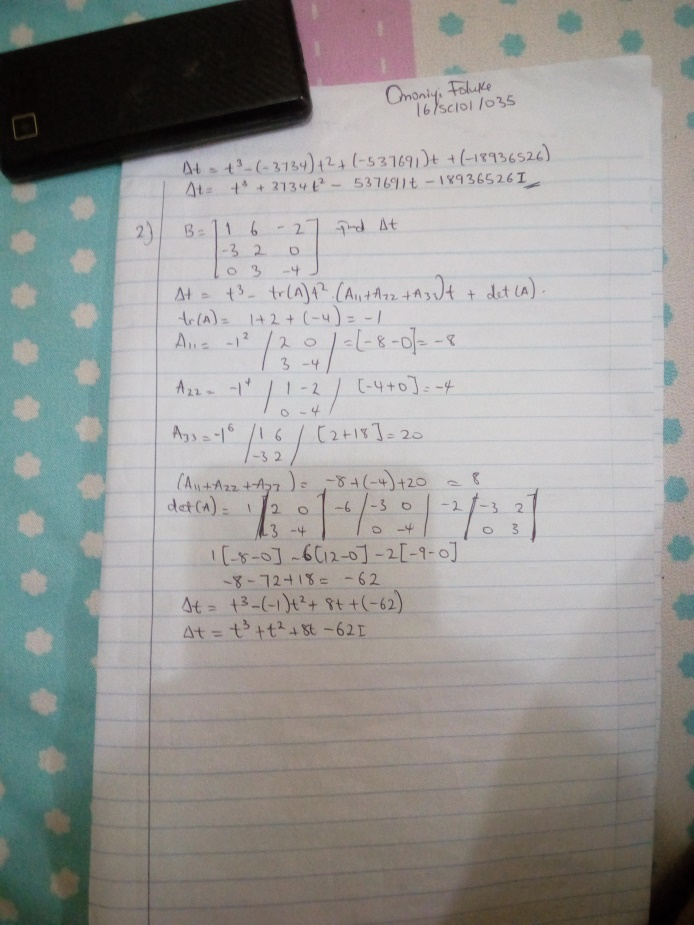 Omoniyi Foluke
16/SCI01/035
Δt = t³-(-3734)t²+(-537691)t +(-18936526)
Δt = t³ + 3734t² - 537691t - 18936526I
2) B = [1 6 -2 Find Δt
-3 2 0
0 3 -4]
Δt = t³ - tr(A)t² (A₁₁+A₂₂+A₃₃)t + det(A).
tr(A) = 1+2+(-4) = -1
A₁₁ = -1² |2 0| = [-8-0] = -8
3 -4
A₂₂ = -1⁴ |1 -2| [-4+0] = -4
0 -4
A₃₃ = -1⁶ |1 6| [2+18] = 20
-3 2
(A₁₁+A₂₂+A₃₃) = -8+(-4)+20 = 8
det(A) = 1 |2 0| -6 |-3 0| -2 |-3 2|
3 -4 0 -4 0 3
1[-8-0] -6[12-0] -2[-9-0]
-8-72+18 = -62
Δt = t³-(-1)t²+8t+(-62)
Δt = t³+t²+8t-62I